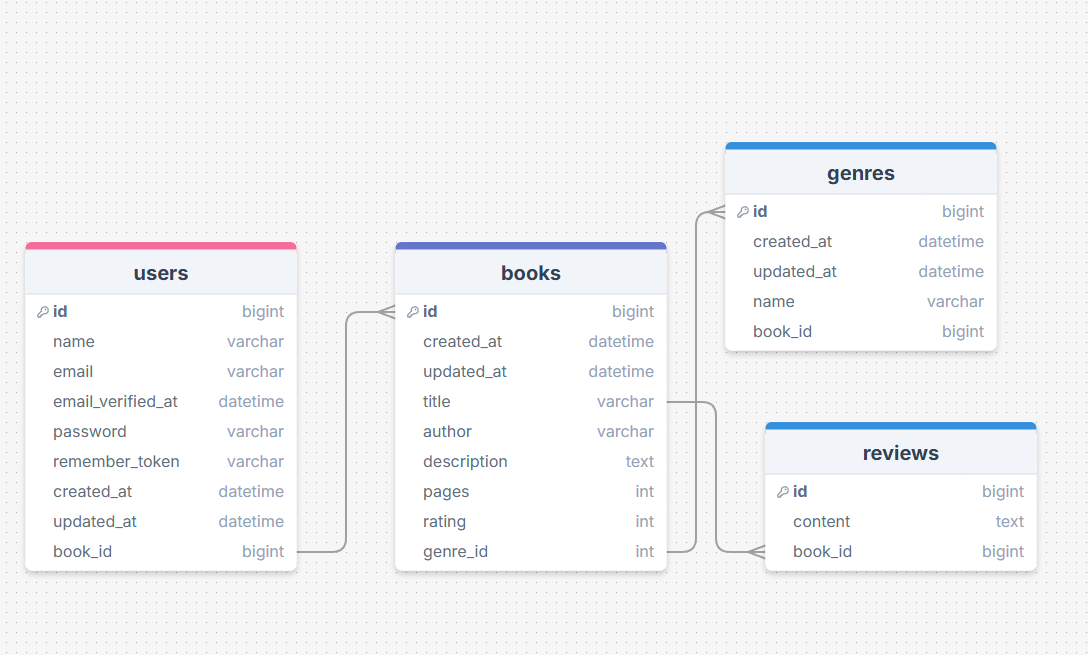 users
id bigint
name varchar
email varchar
email_verified_at datetime
password varchar
remember_token varchar
created_at datetime
updated_at datetime
book_id bigint
books
id bigint
created_at datetime
updated_at datetime
title varchar
author varchar
description text
pages int
rating int
genre_id int
genres
id bigint
created_at datetime
updated_at datetime
name varchar
book_id bigint
reviews
id bigint
content text
book_id bigint